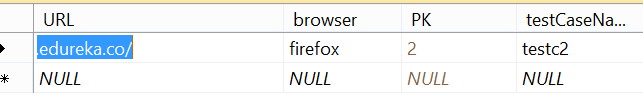 URL browser PK testCaseNa...
.edureka.co/ firefox 2 testc2
NULL NULL NULL NULL